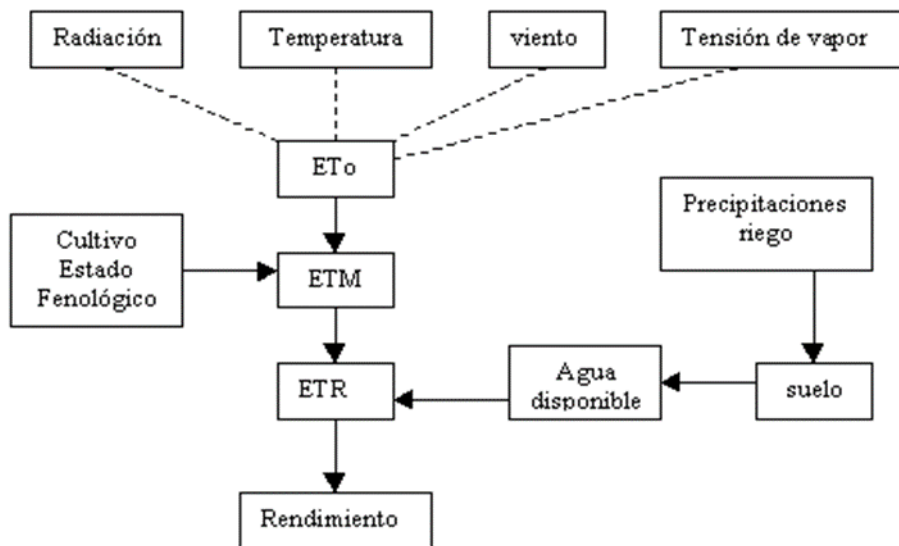 Radiación
Temperatura
viento
Tensión de vapor
ETo
Precipitaciones
riego
Cultivo
Estado
Fenológico
ETM
ETR
Agua
disponible
suelo
Rendimiento